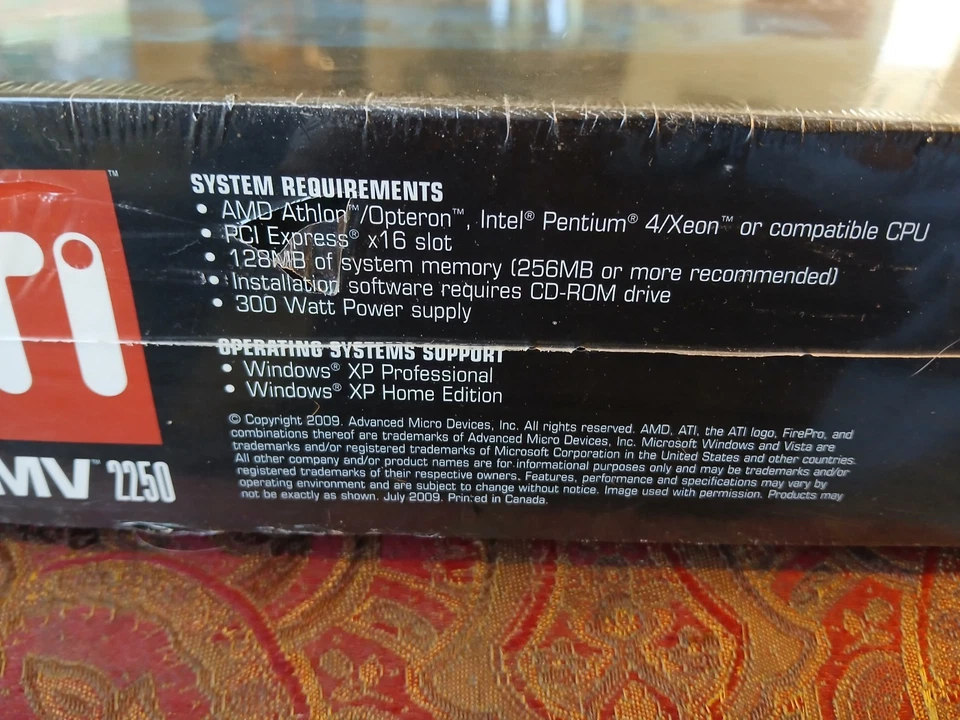 TI™
MV™ 2250
SYSTEM REQUIREMENTS
• AMD Athlon™/Opteron™, Intel® Pentium® 4/Xeon™ or compatible CPU
• PCI Express® x16 slot
• 128MB of system memory (256MB or more recommended)
• Installation software requires CD-ROM drive
• 300 Watt Power supply
OPERATING SYSTEMS SUPPORT
• Windows® XP Professional
• Windows® XP Home Edition
© Copyright 2009. Advanced Micro Devices, Inc. All rights reserved. AMD, ATI, the ATI logo, FirePro, and
combinations thereof are trademarks of Advanced Micro Devices, Inc. Microsoft Windows and Vista are
trademarks and/or registered trademarks of Microsoft Corporation in the United States and other countries.
All other company and/or product names are for informational purposes only and may be trademarks and/or
registered trademarks of their respective owners. Features, performance and specifications may vary by
operating environment and are subject to change without notice. Image used with permission. Products may
not be exactly as shown. July 2009. Printed in Canada.